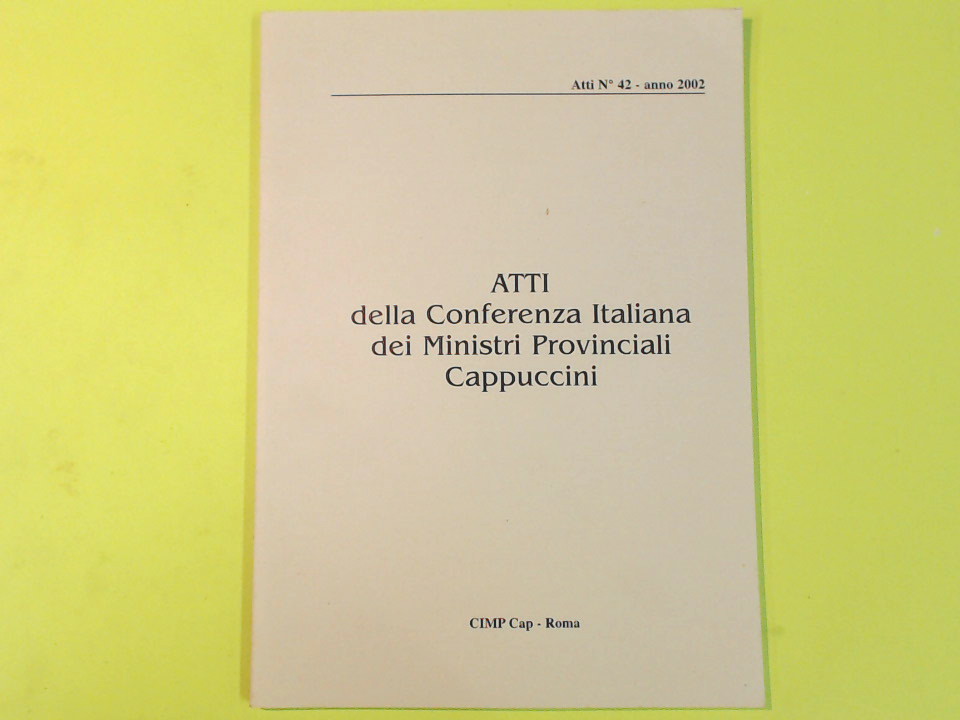 Atti N° 42 - anno 2002
ATTI
della Conferenza Italiana
dei Ministri Provinciali
Cappuccini
CIMP Cap - Roma